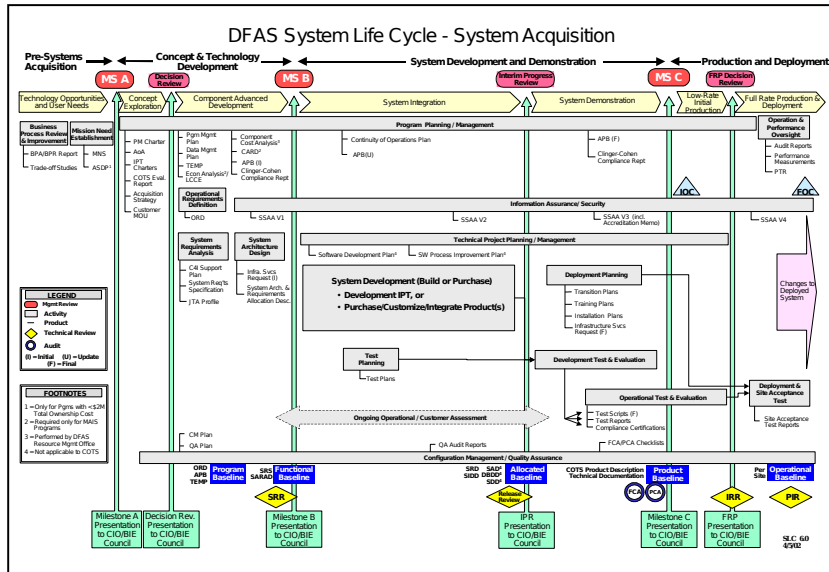 DFAS System Life Cycle - System Acquisition
Pre-Systems
Acquisition
Concept & Technology
Development
System Development and Demonstration
Production and Deployment
MS A
Decision
Review
MS B
Interim Progress
Review
MS C
FRP Decision
Review
Technology Opportunities
and User Needs
Concept
Exploration
Component Advanced
Development
System Integration
System Demonstration
Low-Rate
Initial
Production
Full Rate Production &
Deployment
Program Planning / Management
Business
Process Review
& Improvement
BPA/BPR Report
Trade-off Studies
Mission Need
Establishment
MNS
ASDP¹
PM Charter
AoA
IPT
Charters
COTS Eval.
Report
Acquisition
Strategy
Customer
MOU
Pgm Mgmt
Plan
Data Mgmt
Plan
TEMP
Econ Analysis³/
LCCE
Component
Cost Analysis³
CARD²
APB (I)
Clinger-Cohen
Compliance Rept
Continuity of Operations Plan
APB(U)
APB (F)
Clinger-Cohen
Compliance Rept
Operation &
Performance
Oversight
Audit Reports
Performance
Measurements
PTR
IOC
FOC
Operational
Requirements
Definition
ORD
Information Assurance/ Security
SSAA V1
SSAA V2
SSAA V3 (incl.
Accreditation Memo)
SSAA V4
Technical Project Planning / Management
Software Development Plan⁴
SW Process Improvement Plan⁴
System
Requirements
Analysis
C4I Support
Plan
System Req'ts
Specification
JTA Profile
System
Architecture
Design
Infra. Svcs
Request (I)
System Arch. &
Requirements
Allocation Desc.
System Development (Build or Purchase)
• Development IPT, or
• Purchase/Customize/Integrate Product(s)
Deployment Planning
Transition Plans
Training Plans
Installation Plans
Infrastructure Svcs
Request (F)
Changes to
Deployed
System
LEGEND
Mgmt Review
Activity
Product
Technical Review
Audit
(I) = Initial (U) = Update
(F) = Final
Test
Planning
Test Plans
Development Test & Evaluation
Operational Test & Evaluation
Test Scripts (F)
Test Reports
Compliance Certifications
Deployment &
Site Acceptance
Test
Site Acceptance
Test Reports
FOOTNOTES
1 = Only for Pgms with <$2M
Total Ownership Cost
2 = Required only for MAIS
Programs
3 = Performed by DFAS
Resource Mgmt Office
4 = Not applicable to COTS
Ongoing Operational / Customer Assessment
CM Plan
QA Plan
QA Audit Reports
FCA/PCA Checklists
Configuration Management / Quality Assurance
ORD
APB
TEMP
Program
Baseline
SRS
SARAD
Functional
Baseline
SRD
SIDD
SAD⁴
DBDD⁴
SDD⁴
Allocated
Baseline
COTS Product Description
Technical Documentation
Product
Baseline
Per
Site
Operational
Baseline
SRR
Release
Review
FCA
PCA
IRR
PIR
Milestone A
Presentation
to CIO/BIE
Council
Decision Rev.
Presentation
to CIO/BIE
Council
Milestone B
Presentation
to CIO/BIE
Council
IPR
Presentation
to CIO/BIE
Council
Milestone C
Presentation
to CIO/BIE
Council
FRP
Presentation
to CIO/BIE
Council
SLC 6.0
4/5/02